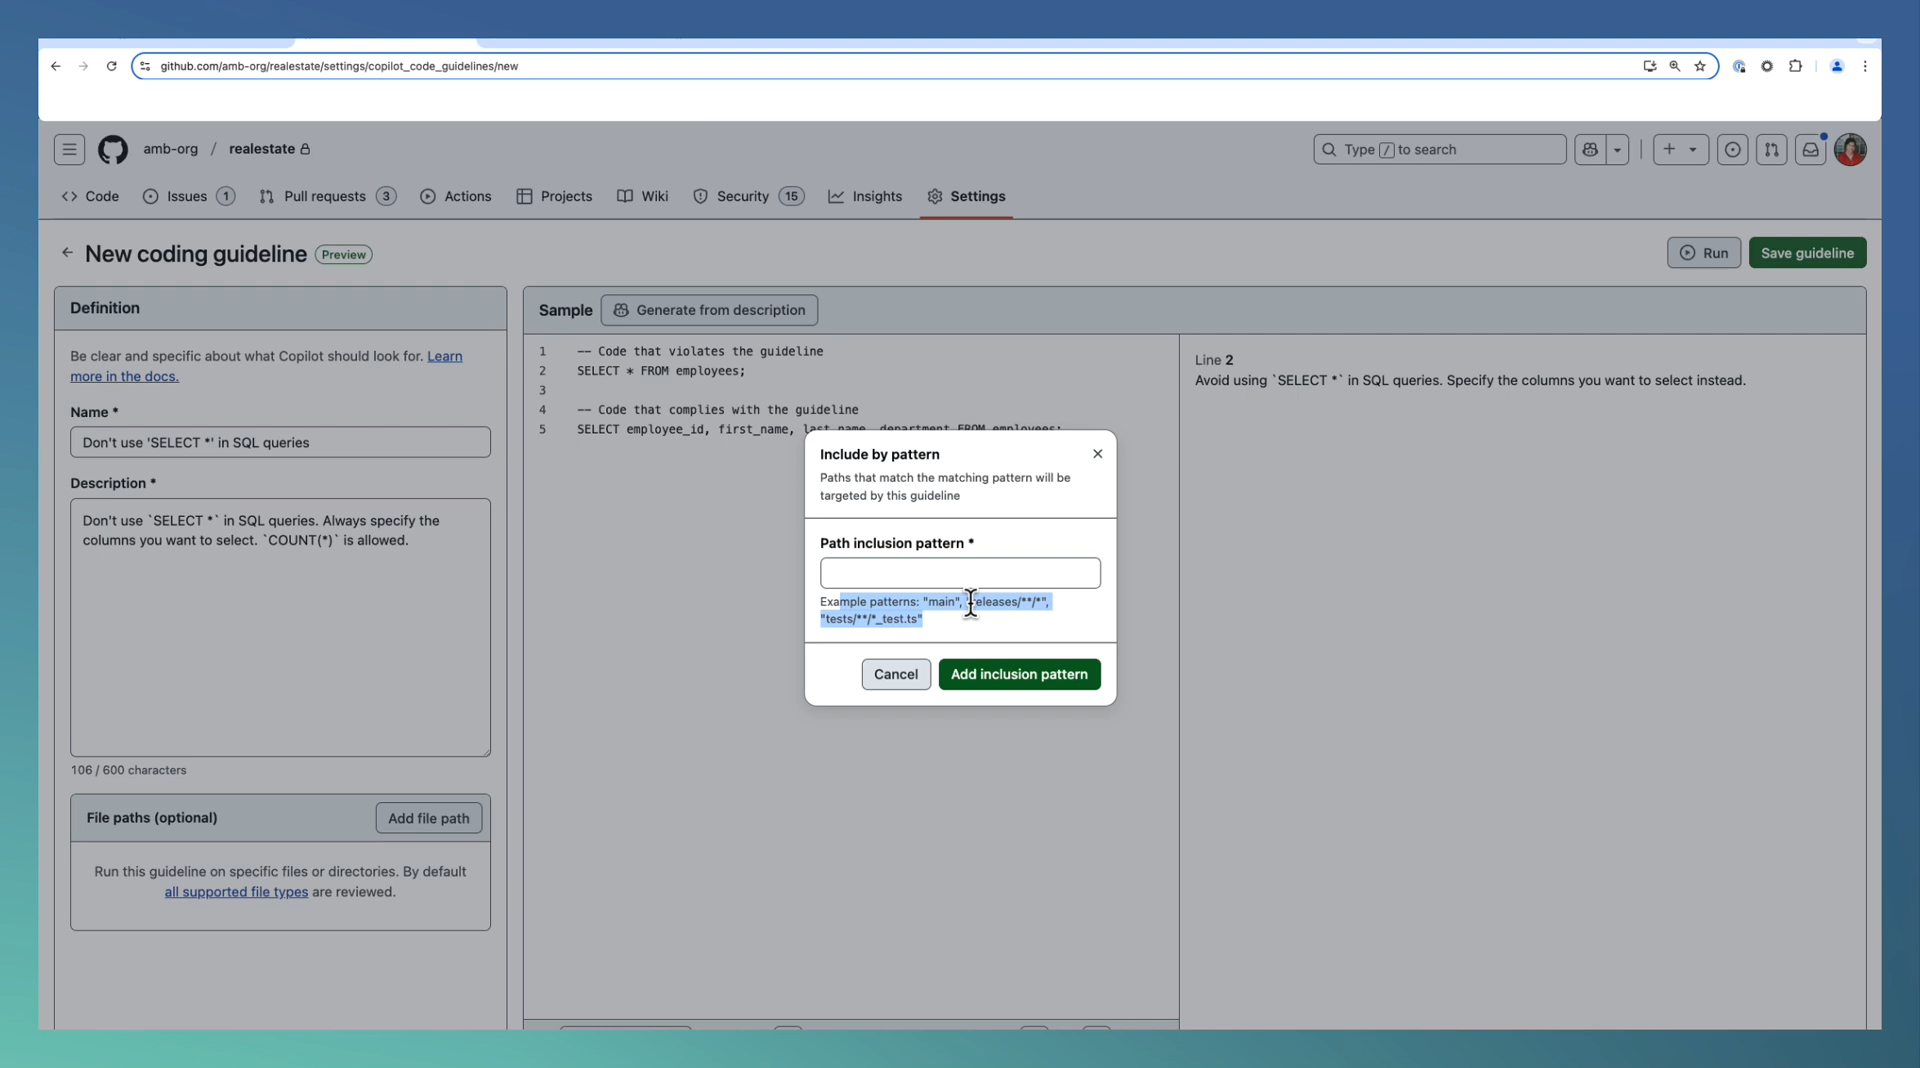 github.com/amb-org/realestate/settings/copilot_code_guidelines/new
amb-org / realestate
Type / to search
Code
Issues 1
Pull requests 3
Actions
Projects
Wiki
Security 15
Insights
Settings
New coding guideline Preview
Run
Save guideline
Definition
Be clear and specific about what Copilot should look for. Learn
more in the docs.
Name *
Don't use 'SELECT *' in SQL queries
Description *
Don't use `SELECT *` in SQL queries. Always specify the
columns you want to select. `COUNT(*)` is allowed.
106 / 600 characters
File paths (optional)
Add file path
Run this guideline on specific files or directories. By default
all supported file types are reviewed.
Sample
Generate from description
1 -- Code that violates the guideline
2 SELECT * FROM employees;
3
4 -- Code that complies with the guideline
5 SELECT employee_id, first_name, last_name, department FROM employees;
Line 2
Avoid using `SELECT *` in SQL queries. Specify the columns you want to select instead.
Include by pattern
Paths that match the matching pattern will be
targeted by this guideline
Path inclusion pattern *
Example patterns: "main", "releases/**/*",
"tests/**/*_test.ts"
Cancel
Add inclusion pattern